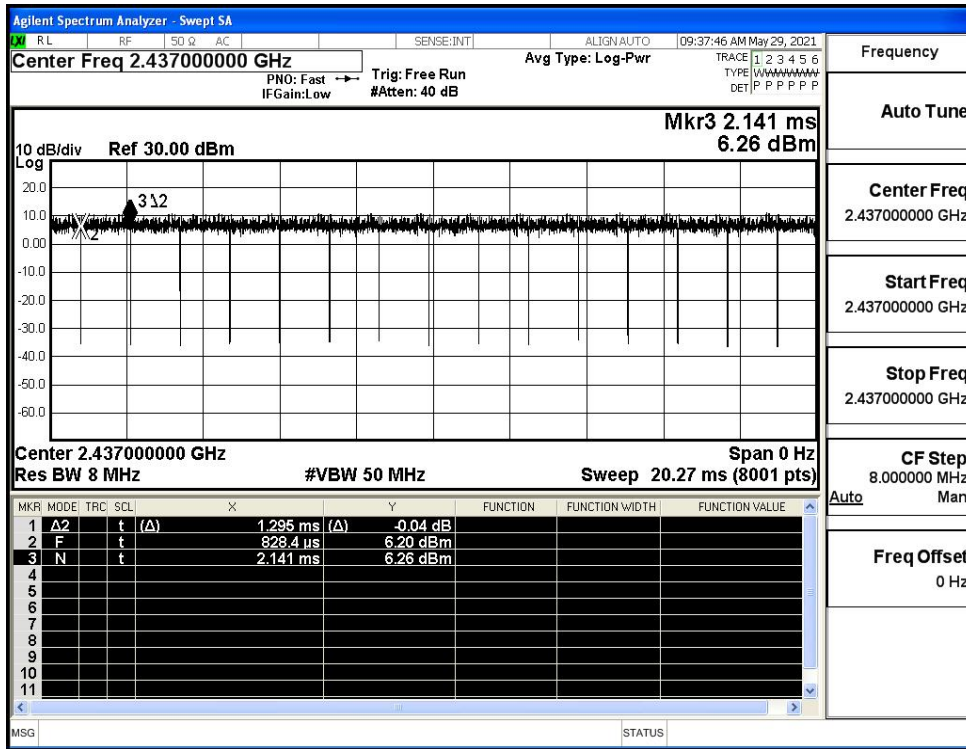 Agilent Spectrum Analyzer - Swept SA
LXI RL RF 50 Ω AC SENSE:INT ALIGN AUTO 09:37:46 AM May 29, 2021
Center Freq 2.437000000 GHz
PNO: Fast
IFGain:Low
Trig: Free Run
#Atten: 40 dB
Avg Type: Log-Pwr
TRACE 1 2 3 4 5 6
TYPE WWWWWW
DET P P P P P P
Mkr3 2.141 ms
6.26 dBm
10 dB/div Ref 30.00 dBm
Log
20.0
10.0
0.00
-10.0
-20.0
-30.0
-40.0
-50.0
-60.0
3Δ2
2
Center 2.437000000 GHz Span 0 Hz
Res BW 8 MHz #VBW 50 MHz Sweep 20.27 ms (8001 pts)
MKR MODE TRC SCL X Y FUNCTION FUNCTION WIDTH FUNCTION VALUE
1 Δ2 t (Δ) 1.295 ms (Δ) -0.04 dB
2 F t 828.4 µs 6.20 dBm
3 N t 2.141 ms 6.26 dBm
4
5
6
7
8
9
10
11
MSG STATUS
Frequency
Auto Tune
Center Freq
2.437000000 GHz
Start Freq
2.437000000 GHz
Stop Freq
2.437000000 GHz
CF Step
8.000000 MHz
Auto Man
Freq Offset
0 Hz